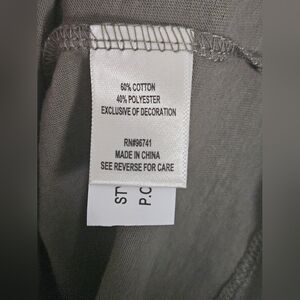 60% COTTON
40% POLYESTER
EXCLUSIVE OF DECORATION
RN#96741
MADE IN CHINA
SEE REVERSE FOR CARE
ST
P.O